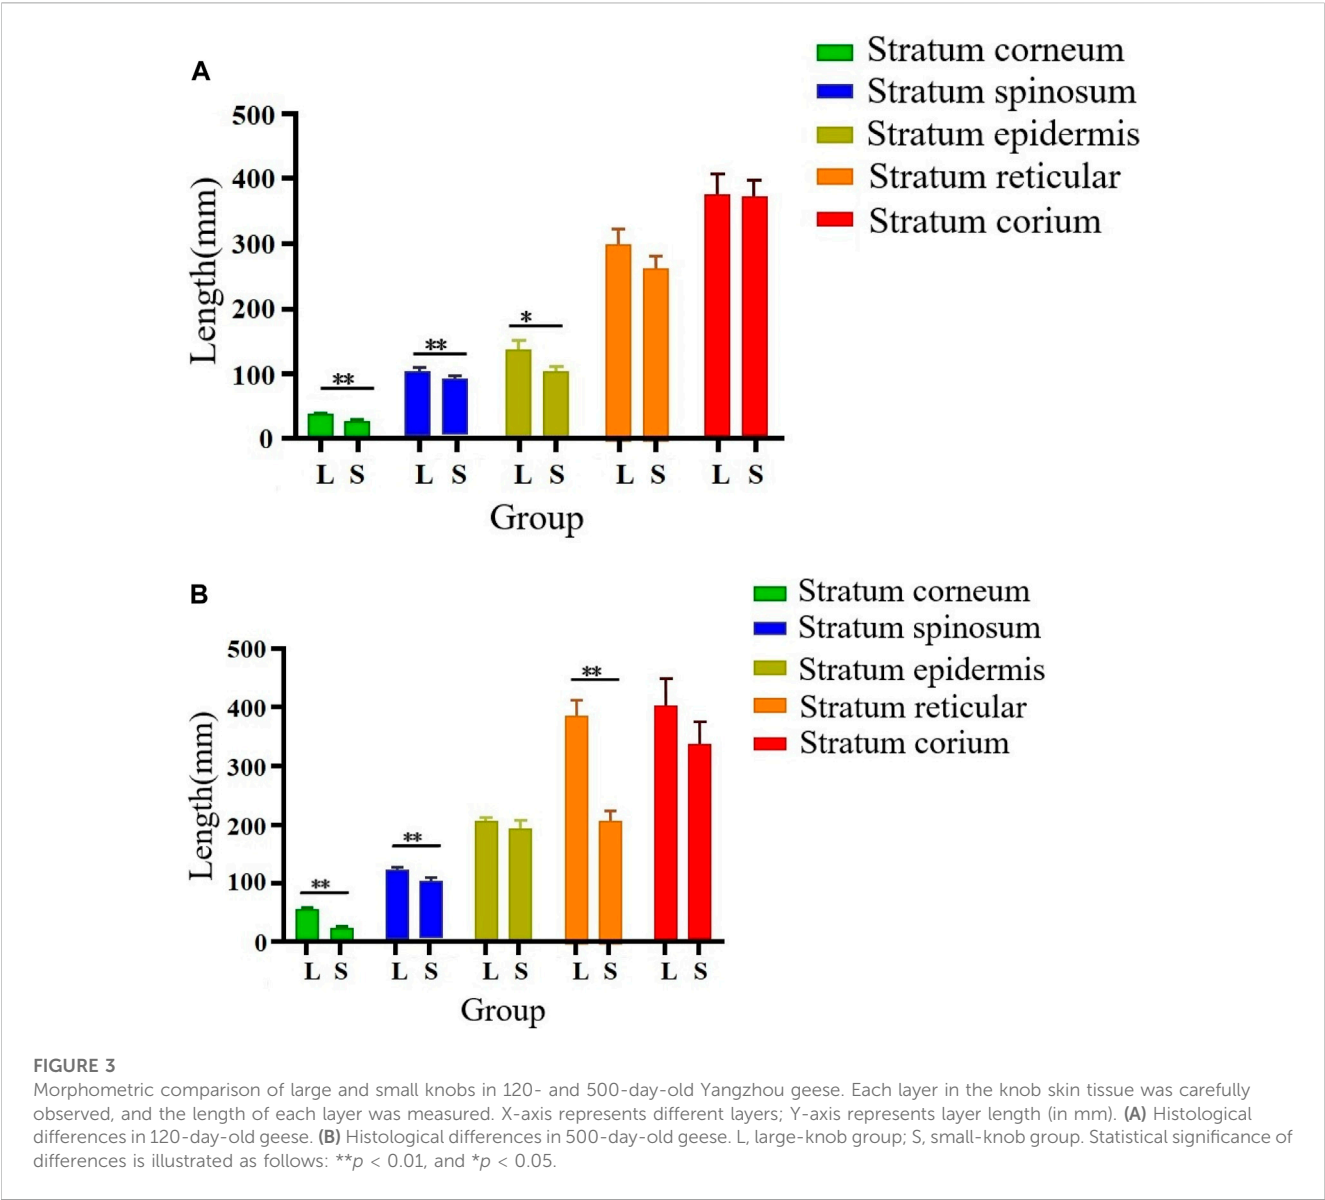 A
Stratum corneum
Stratum spinosum
Stratum epidermis
Stratum reticular
Stratum corium
500
400
300
200
100
0
Length(mm)
**
**
*
L S L S L S L S L S
Group
B
Stratum corneum
Stratum spinosum
Stratum epidermis
Stratum reticular
Stratum corium
500
400
300
200
100
0
Length(mm)
**
**
**
L S L S L S L S L S
Group
FIGURE 3
Morphometric comparison of large and small knobs in 120- and 500-day-old Yangzhou geese. Each layer in the knob skin tissue was carefully
observed, and the length of each layer was measured. X-axis represents different layers; Y-axis represents layer length (in mm). (A) Histological
differences in 120-day-old geese. (B) Histological differences in 500-day-old geese. L, large-knob group; S, small-knob group. Statistical significance of
differences is illustrated as follows: **p < 0.01, and *p < 0.05.